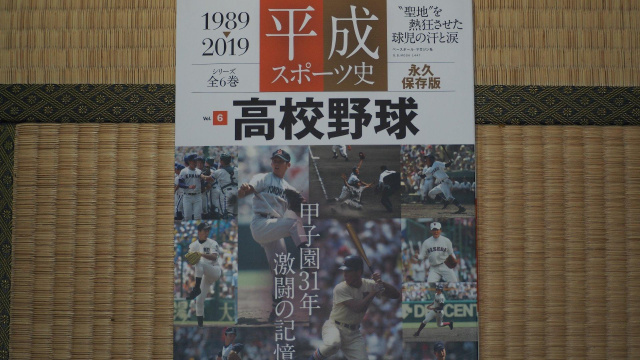 1989
2019
シリーズ
全6巻
平成
スポーツ史
“聖地”を
熱狂させた
球児の汗と涙
永久
保存版
Vol. 6 高校野球
甲子園31年
激闘の記憶